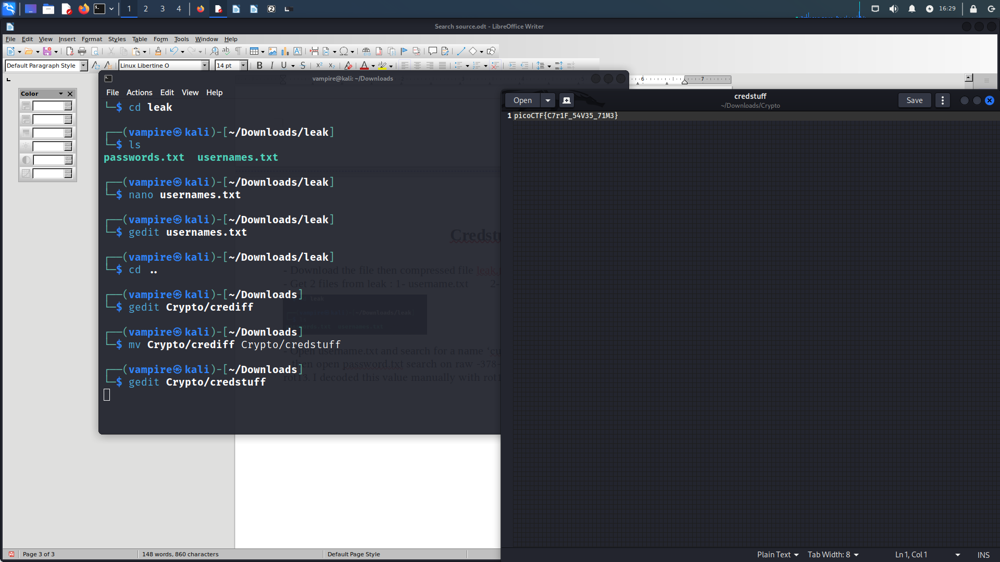 1 2 3 4
16:29
Search source.odt - LibreOffice Writer
File Edit View Insert Format Styles Table Form Tools Window Help
Default Paragraph Style Linux Libertine O 14 pt
vampire@kali: ~/Downloads
6 7
Color
File Actions Edit View Help
└─$ cd leak
┌──(vampire㉿kali)-[~/Downloads/leak]
└─$ ls
passwords.txt usernames.txt
┌──(vampire㉿kali)-[~/Downloads/leak]
└─$ nano usernames.txt
┌──(vampire㉿kali)-[~/Downloads/leak]
└─$ gedit usernames.txt
┌──(vampire㉿kali)-[~/Downloads/leak]
└─$ cd ..
┌──(vampire㉿kali)-[~/Downloads]
└─$ gedit Crypto/crediff
┌──(vampire㉿kali)-[~/Downloads]
└─$ mv Crypto/crediff Crypto/credstuff
┌──(vampire㉿kali)-[~/Downloads]
└─$ gedit Crypto/credstuff
Credstu
- Download the file then compressed file leak
- Get 2 files from leak : 1- username.txt 2-
- Open username.txt and search for a name 'cu
then open password.txt search on raw -378-
rot13. I decoded this value manually with rot1
Open
credstuff
~/Downloads/Crypto
Save
1 picoCTF{C7r1F_54V35_71M3}
Plain Text Tab Width: 8 Ln 1, Col 1 INS
Page 3 of 3 148 words, 860 characters Default Page Style